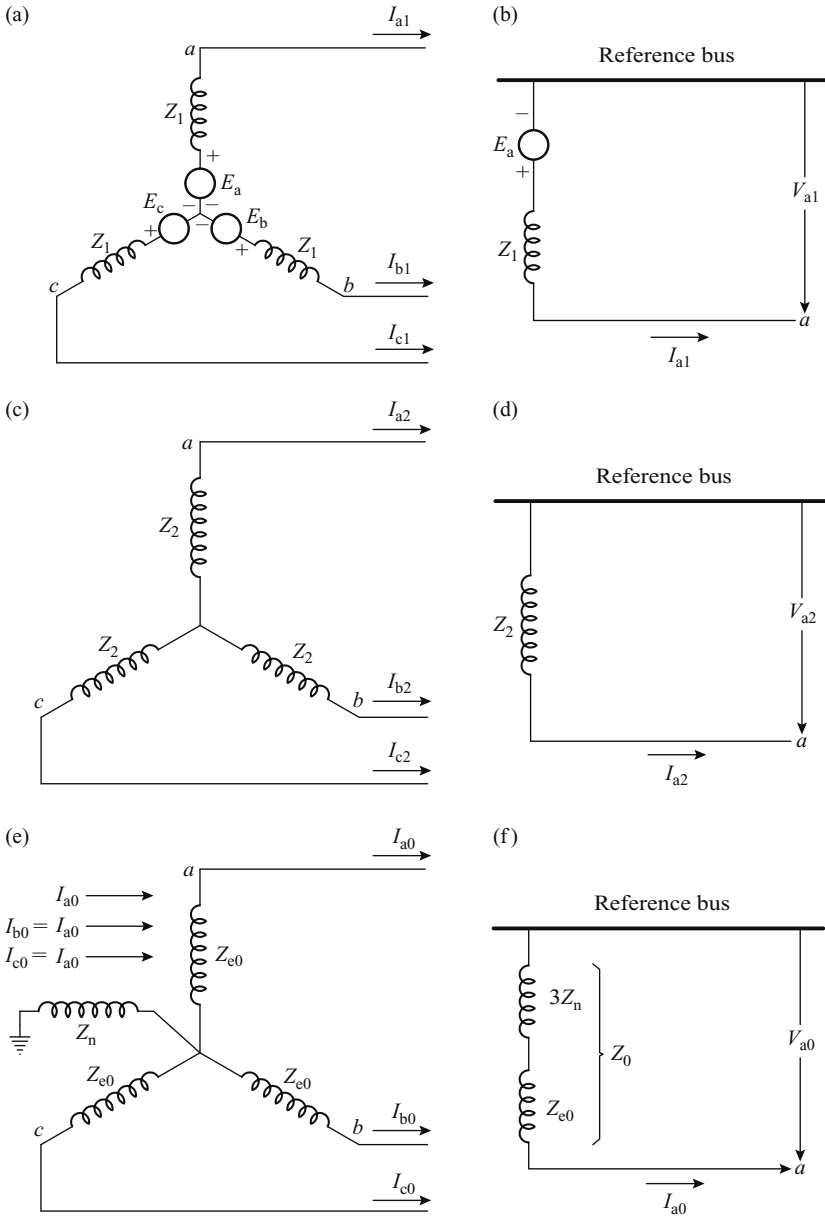 (a)
I_a1
a
Z_1
+
E_a
−
−
−
−
E_c
E_b
+
+
Z_1
Z_1
I_b1
c
b
I_c1
(b)
Reference bus
−
E_a
+
V_a1
Z_1
a
I_a1
(c)
I_a2
a
Z_2
Z_2
Z_2
I_b2
c
b
I_c2
(d)
Reference bus
Z_2
V_a2
a
I_a2
(e)
I_a0
a
I_a0
I_b0 = I_a0
I_c0 = I_a0
Z_e0
Z_n
Z_e0
Z_e0
I_b0
c
b
I_c0
(f)
Reference bus
3Z_n
Z_0
V_a0
Z_e0
a
I_a0